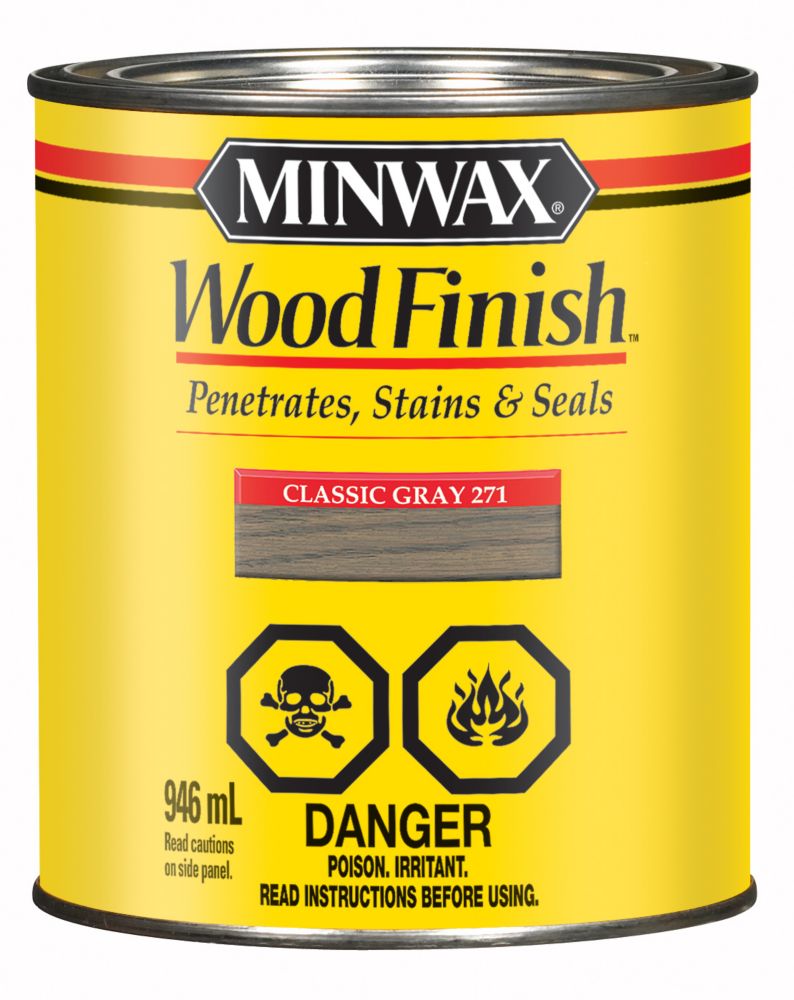 MINWAX®
Wood Finish™
Penetrates, Stains & Seals
CLASSIC GRAY 271
946 mL
Read cautions
on side panel.
DANGER
POISON. IRRITANT.
READ INSTRUCTIONS BEFORE USING.